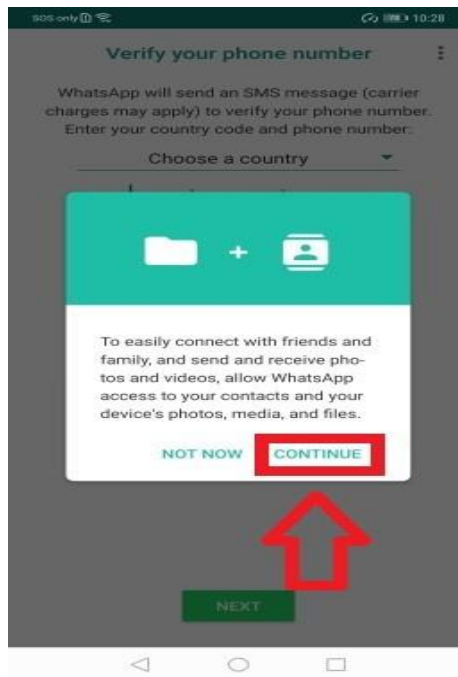 SOS only 10:28
Verify your phone number
WhatsApp will send an SMS message (carrier
charges may apply) to verify your phone number.
Enter your country code and phone number:
Choose a country
+
To easily connect with friends and
family, and send and receive pho-
tos and videos, allow WhatsApp
access to your contacts and your
device's photos, media, and files.
NOT NOW CONTINUE
NEXT